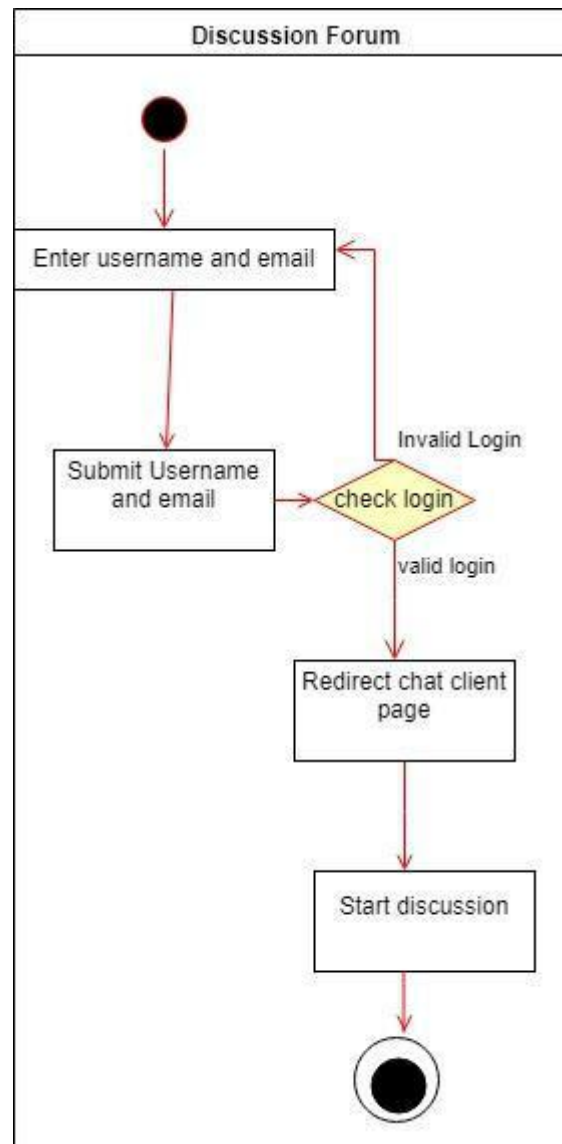 Discussion Forum
Enter username and email
Submit Username
and email
Invalid Login
check login
valid login
Redirect chat client
page
Start discussion